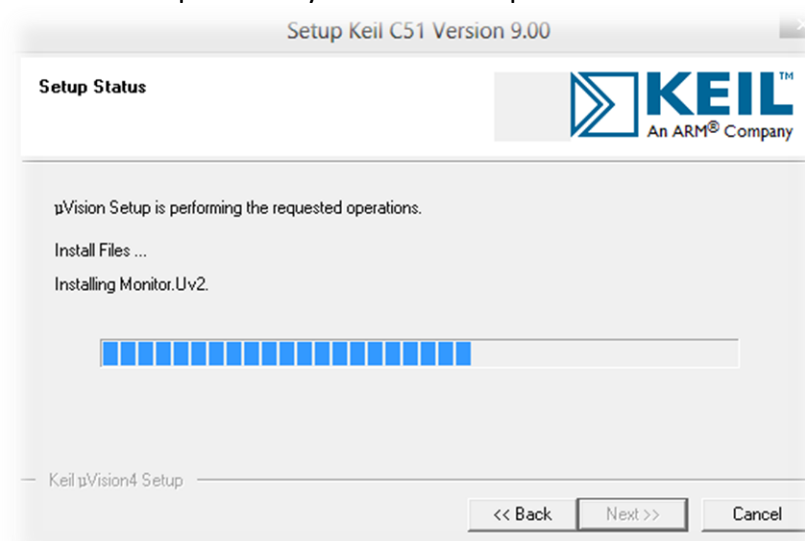 Setup Keil C51 Version 9.00
Setup Status
KEIL™
An ARM® Company
µVision Setup is performing the requested operations.
Install Files ...
Installing Monitor.Uv2.
Keil µVision4 Setup
<< Back Next >> Cancel